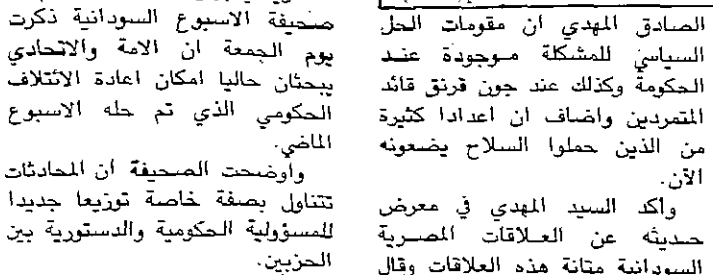 الصادق المهدي ان مقومات الحل
السياسي للمشكلة موجودة عند
الحكومة وكذلك عند جون قرنق قائد
المتمردين واضاف ان اعدادا كثيرة
من الذين حملوا السلاح يضعونه
الآن.
وأكد السيد المهدي في معرض
حديثه عن العلاقات المصرية
السودانية متانة هذه العلاقات وقال
صحيفة الاسبوع السودانية ذكرت
يوم الجمعة ان الامة والاتحادي
يبحثان حاليا امكان اعادة الائتلاف
الحكومي الذي تم حله الاسبوع
الماضي.
وأوضحت الصحيفة ان المحادثات
تتناول بصفة خاصة توزيعا جديدا
للمسؤولية الحكومية والدستورية بين
الحزبين.